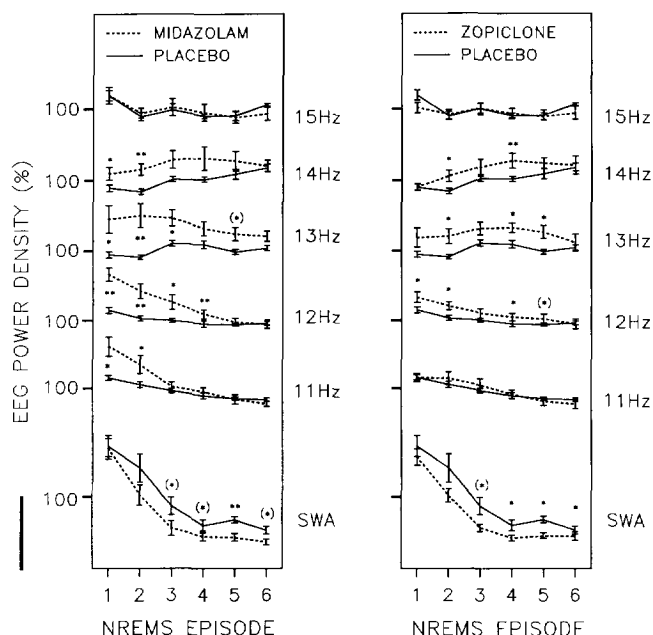 MIDAZOLAM
PLACEBO
EEG POWER DENSITY (%)
100
15Hz
* **
100
14Hz
(*)
100
13Hz
* ** *
** ** * **
100
12Hz
* *
100
11Hz
(*) (*) ** (*)
100
SWA
1 2 3 4 5 6
NREMS EPISODE
ZOPICLONE
PLACEBO
100
15Hz
* **
100
14Hz
* * *
100
13Hz
* * * (*)
100
12Hz
100
11Hz
(*) * * *
100
SWA
1 2 3 4 5 6
NREMS EPISODE